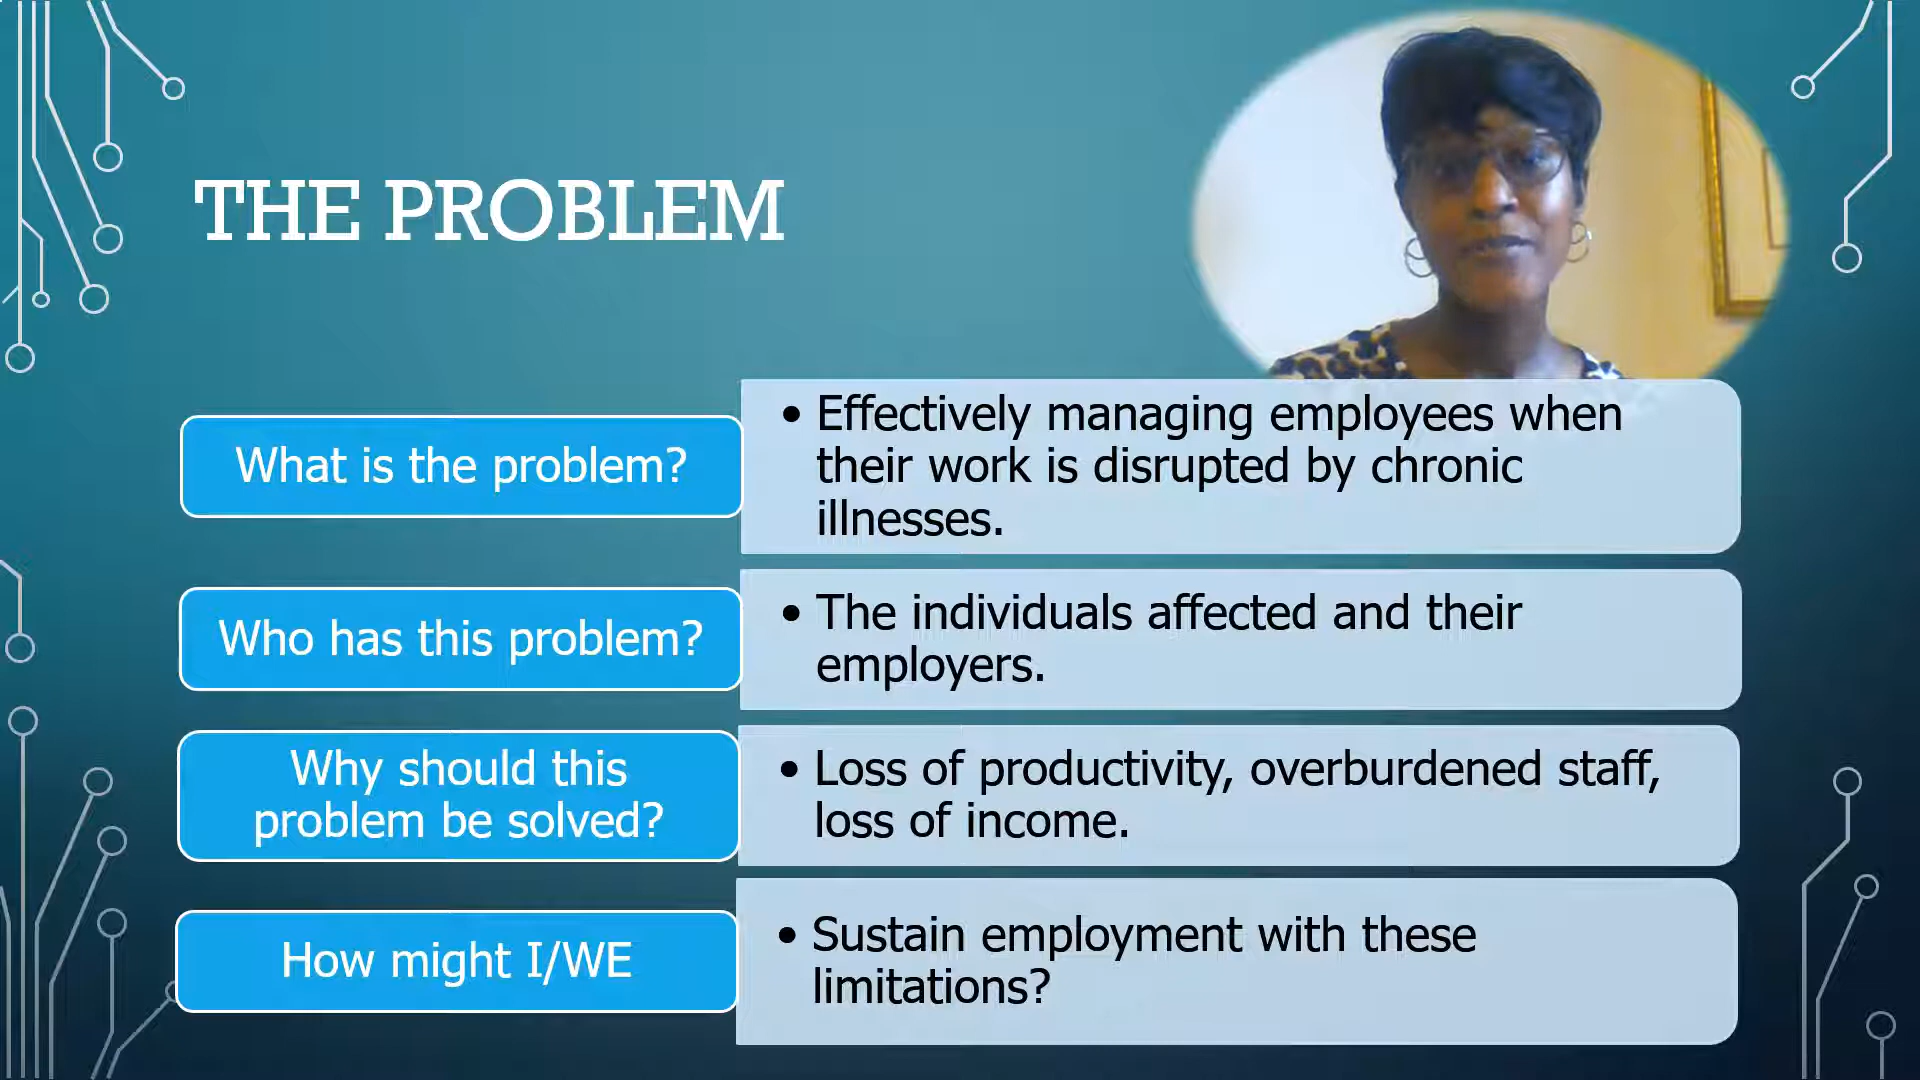 THE PROBLEM
What is the problem?
• Effectively managing employees when
their work is disrupted by chronic
illnesses.
Who has this problem?
• The individuals affected and their
employers.
Why should this
problem be solved?
• Loss of productivity, overburdened staff,
loss of income.
How might I/WE
• Sustain employment with these
limitations?